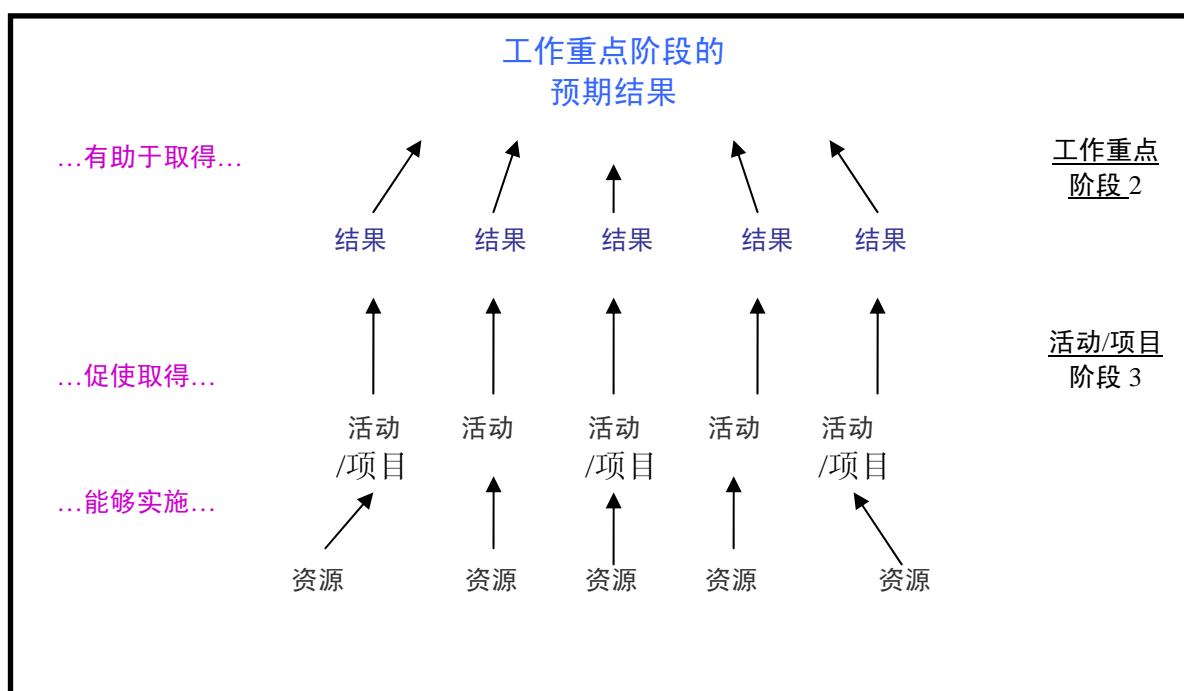 工作重点阶段的
预期结果
…有助于取得…
工作重点
阶段 2
结果 结果 结果 结果 结果
…促使取得…
活动/项目
阶段 3
活动 活动 活动 活动 活动
/项目 /项目 /项目
…能够实施…
资源 资源 资源 资源 资源